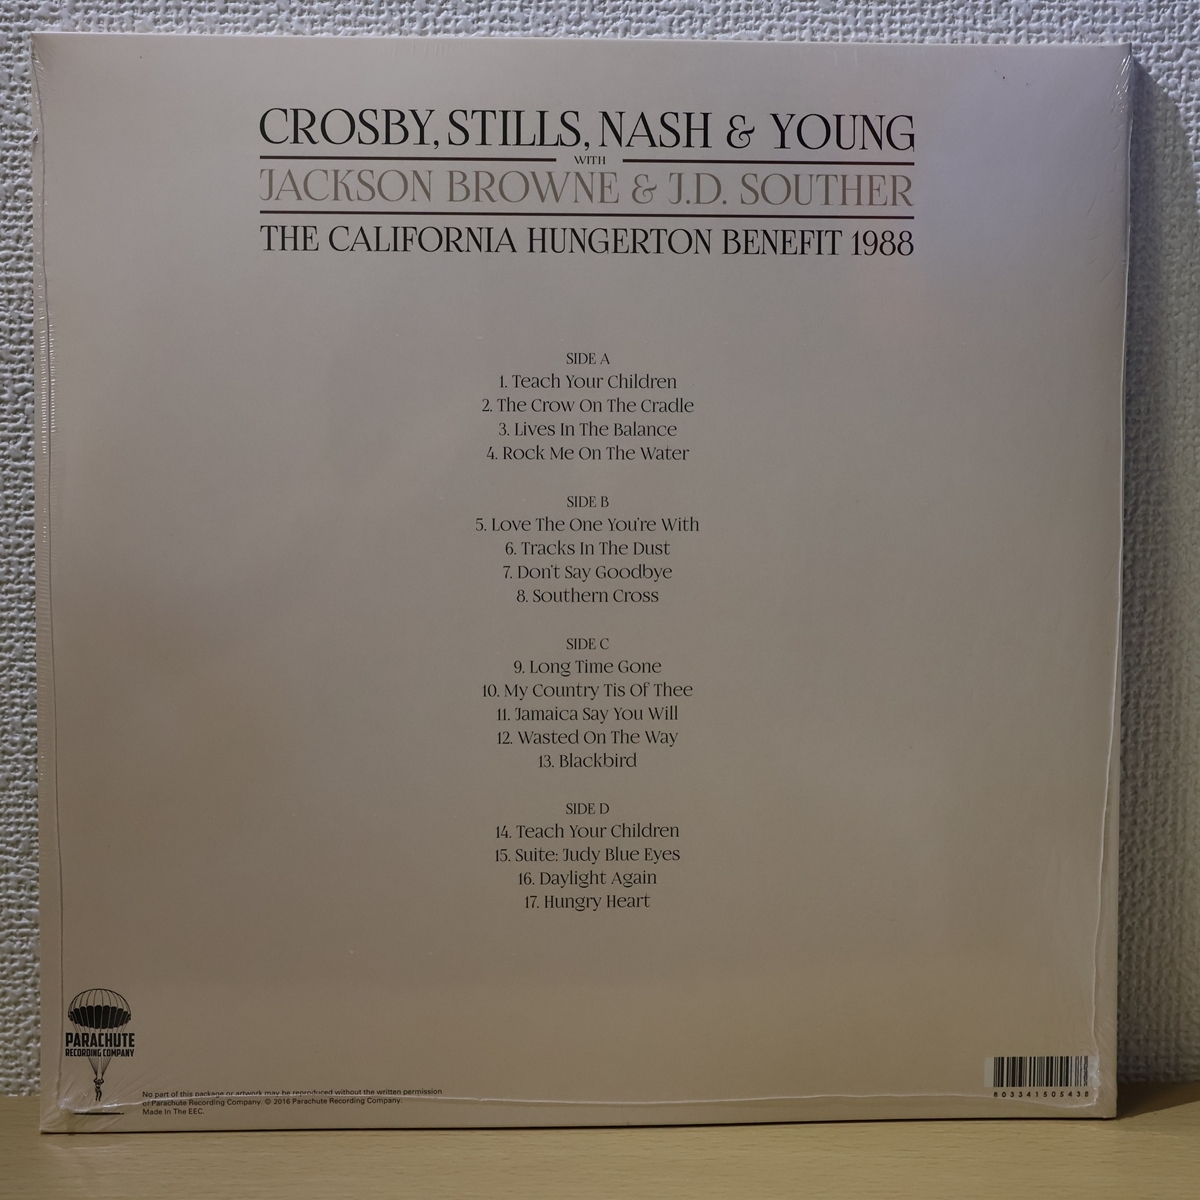 CROSBY, STILLS, NASH & YOUNG
WITH
JACKSON BROWNE & J.D. SOUTHER
THE CALIFORNIA HUNGERTON BENEFIT 1988
SIDE A
1. Teach Your Children
2. The Crow On The Cradle
3. Lives In The Balance
4. Rock Me On The Water
SIDE B
5. Love The One You're With
6. Tracks In The Dust
7. Don't Say Goodbye
8. Southern Cross
SIDE C
9. Long Time Gone
10. My Country Tis Of Thee
11. Jamaica Say You Will
12. Wasted On The Way
13. Blackbird
SIDE D
14. Teach Your Children
15. Suite: Judy Blue Eyes
16. Daylight Again
17. Hungry Heart
PARACHUTE
RECORDING COMPANY
No part of this package or artwork may be reproduced without the written permission
of Parachute Recording Company. © 2016 Parachute Recording Company.
Made In The EEC.
803341505438